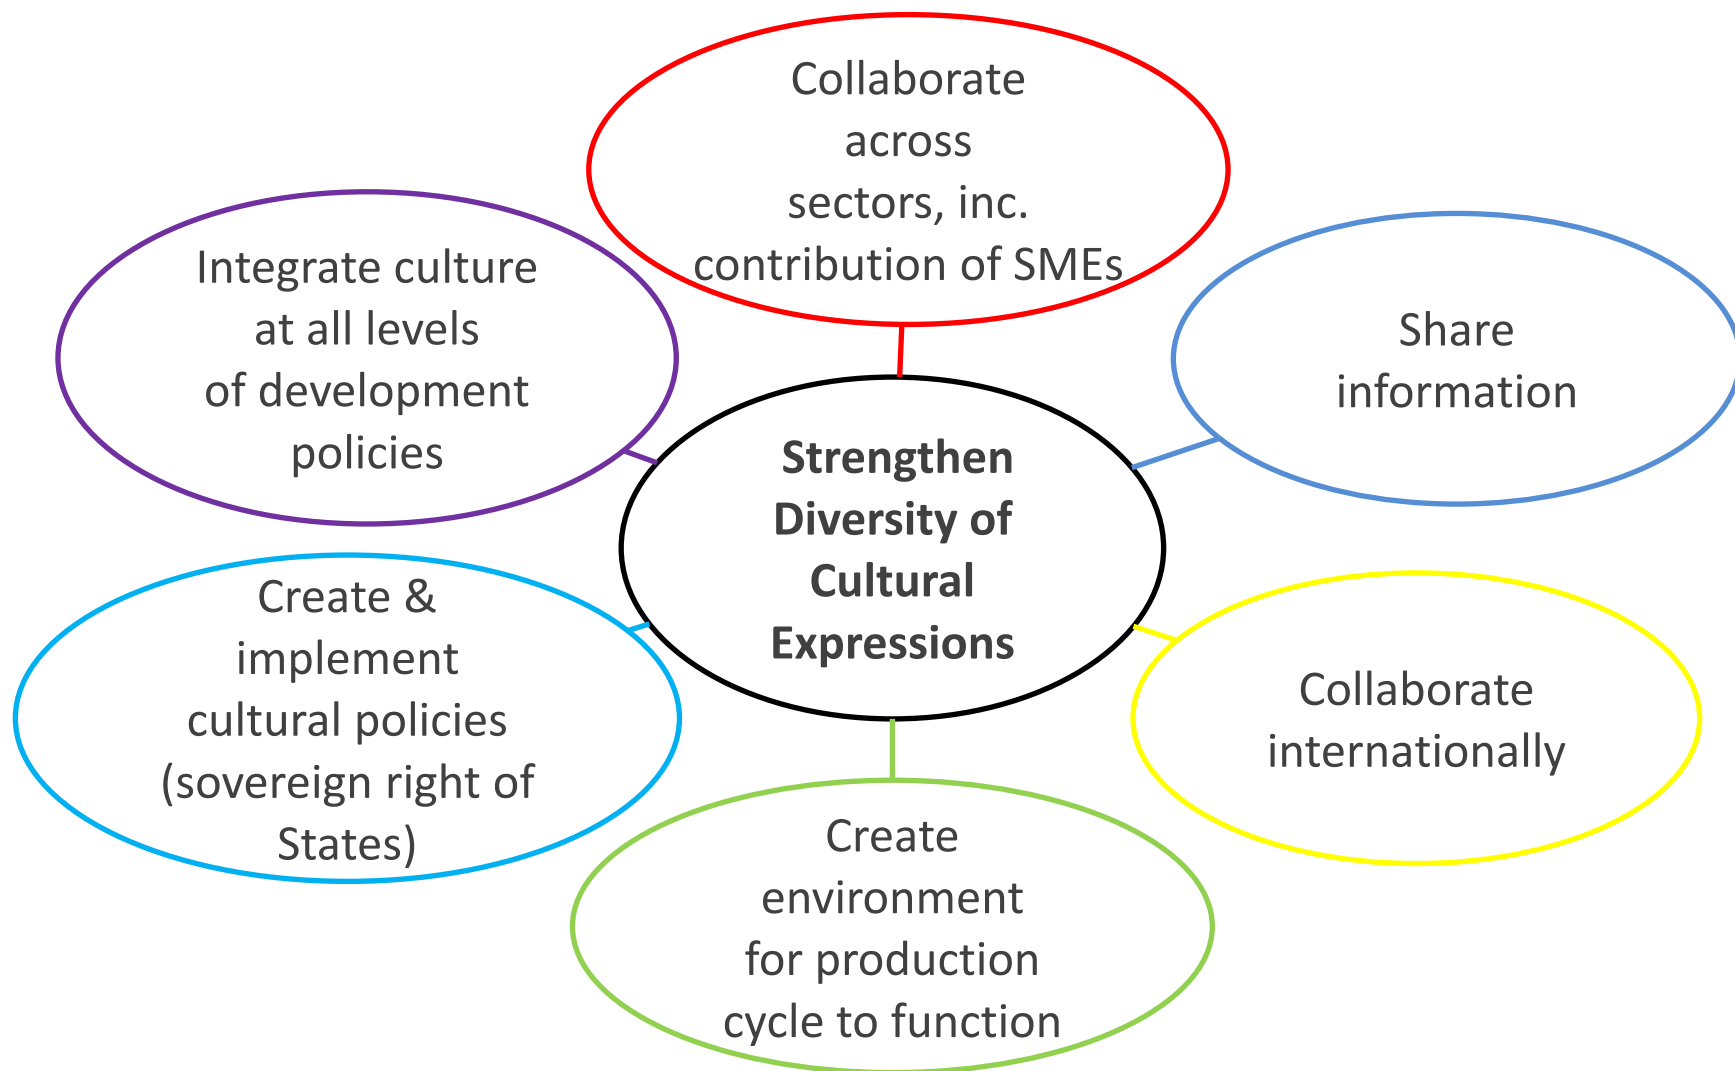 Collaborate
across
sectors, inc.
contribution of SMEs
Integrate culture
at all levels
of development
policies
Share
information
Strengthen
Diversity of
Cultural
Expressions
Create &
implement
cultural policies
(sovereign right of
States)
Collaborate
internationally
Create
environment
for production
cycle to function